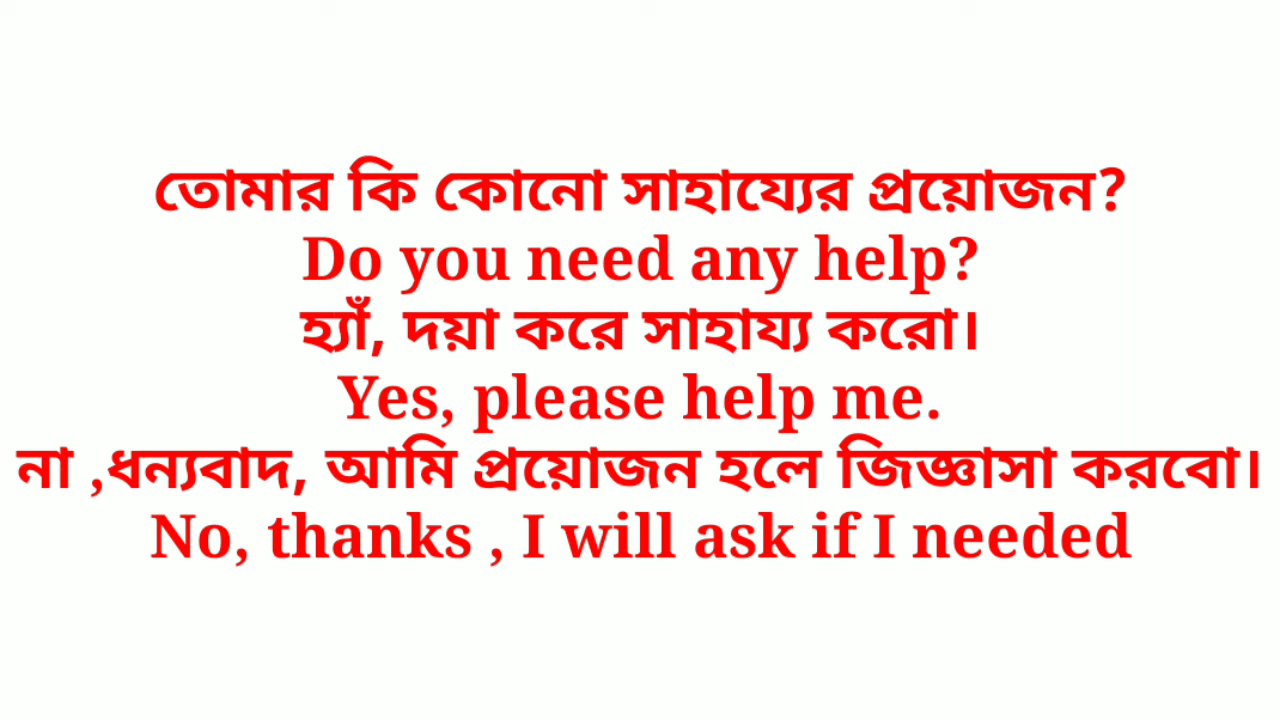 তোমার কি কোনো সাহায্যের প্রয়োজন?
Do you need any help?
হ্যাঁ, দয়া করে সাহায্য করো।
Yes, please help me.
না ,ধন্যবাদ, আমি প্রয়োজন হলে জিজ্ঞাসা করবো।
No, thanks , I will ask if I needed